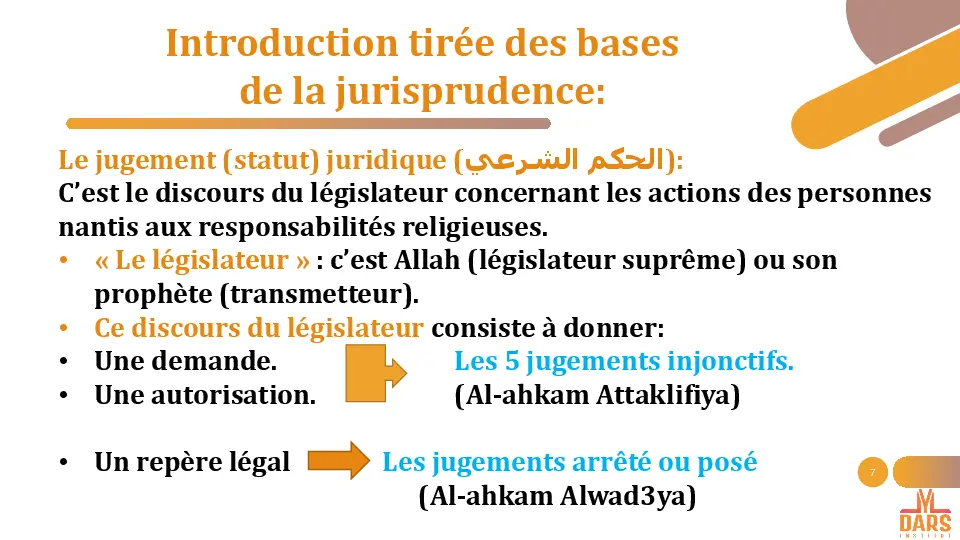 Introduction tirée des bases
de la jurisprudence:
Le jugement (statut) juridique (الحكم الشرعي):
C’est le discours du législateur concernant les actions des personnes
nantis aux responsabilités religieuses.
• « Le législateur » : c’est Allah (législateur suprême) ou son
prophète (transmetteur).
• Ce discours du législateur consiste à donner:
• Une demande. Les 5 jugements injonctifs.
• Une autorisation. (Al-ahkam Attaklifiya)
• Un repère légal Les jugements arrêté ou posé
(Al-ahkam Alwad3ya)
7
DARS
INSTITUT